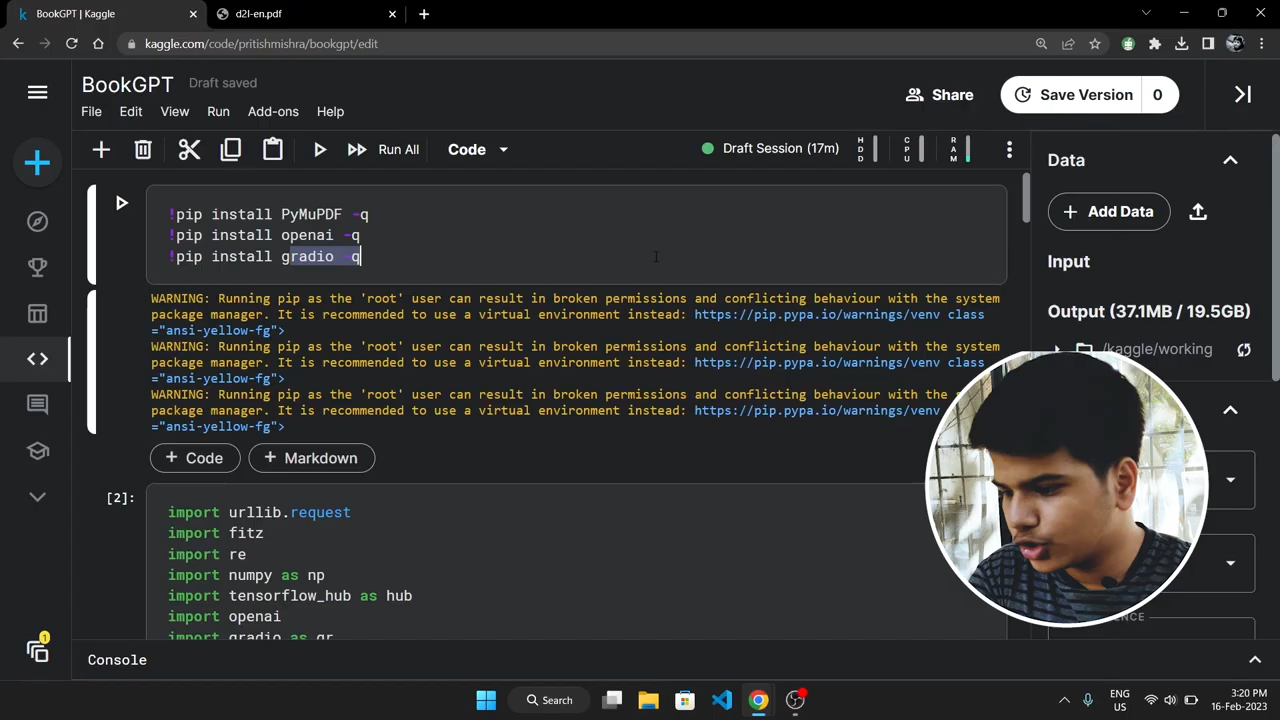 BookGPT | Kaggle
d2l-en.pdf
kaggle.com/code/pritishmishra/bookgpt/edit
BookGPT Draft saved
File Edit View Run Add-ons Help
Share
Save Version 0
Run All
Code
Draft Session (17m)
HDD
CPU
RAM
!pip install PyMuPDF -q
!pip install openai -q
!pip install gradio -q
WARNING: Running pip as the 'root' user can result in broken permissions and conflicting behaviour with the system
package manager. It is recommended to use a virtual environment instead: https://pip.pypa.io/warnings/venv class
="ansi-yellow-fg">
WARNING: Running pip as the 'root' user can result in broken permissions and conflicting behaviour with the system
package manager. It is recommended to use a virtual environment instead: https://pip.pypa.io/warnings/venv class
="ansi-yellow-fg">
WARNING: Running pip as the 'root' user can result in broken permissions and conflicting behaviour with the
package manager. It is recommended to use a virtual environment instead: https://pip.pypa.io/warnings/venv
="ansi-yellow-fg">
+ Code
+ Markdown
[2]:
import urllib.request
import fitz
import re
import numpy as np
import tensorflow_hub as hub
import openai
import gradio as gr
Data
+ Add Data
Input
Output (37.1MB / 19.5GB)
/kaggle/working
Console
1
Search
ENG
US
3:20 PM
16-Feb-2023